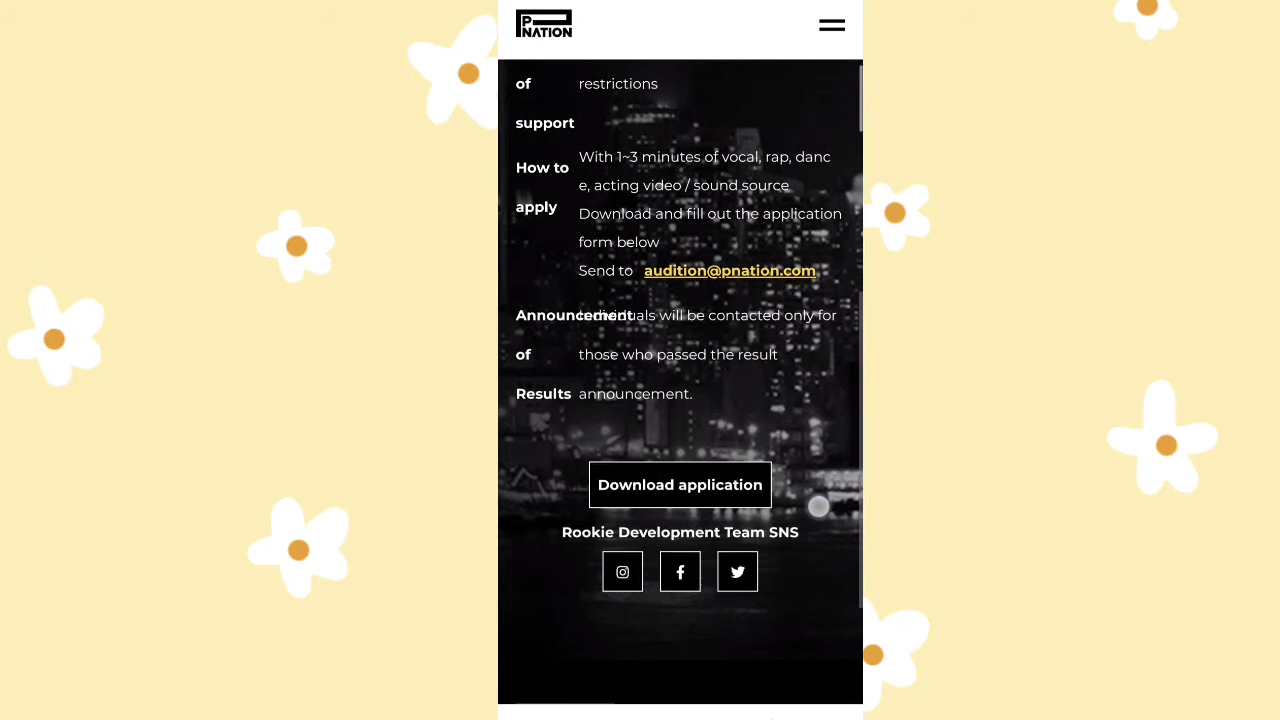 P
NATION
of restrictions
support
How to
apply
With 1~3 minutes of vocal, rap, danc
e, acting video / sound source
Download and fill out the application
form below
Send to audition@pnation.com
Announcement
of
Results
Individuals will be contacted only for
those who passed the result
announcement.
Download application
Rookie Development Team SNS